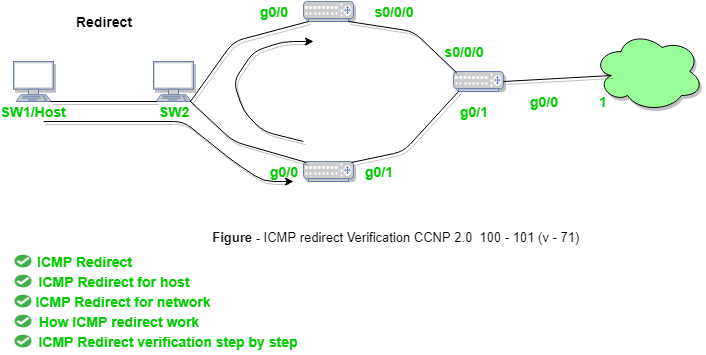 g0/0
s0/0/0
Redirect
s0/0/0
SW1/Host
SW2
g0/1
g0/0
1
g0/0
g0/1
Figure - ICMP redirect Verification CCNP 2.0 100 - 101 (v - 71)
ICMP Redirect
ICMP Redirect for host
ICMP Redirect for network
How ICMP redirect work
ICMP Redirect verification step by step